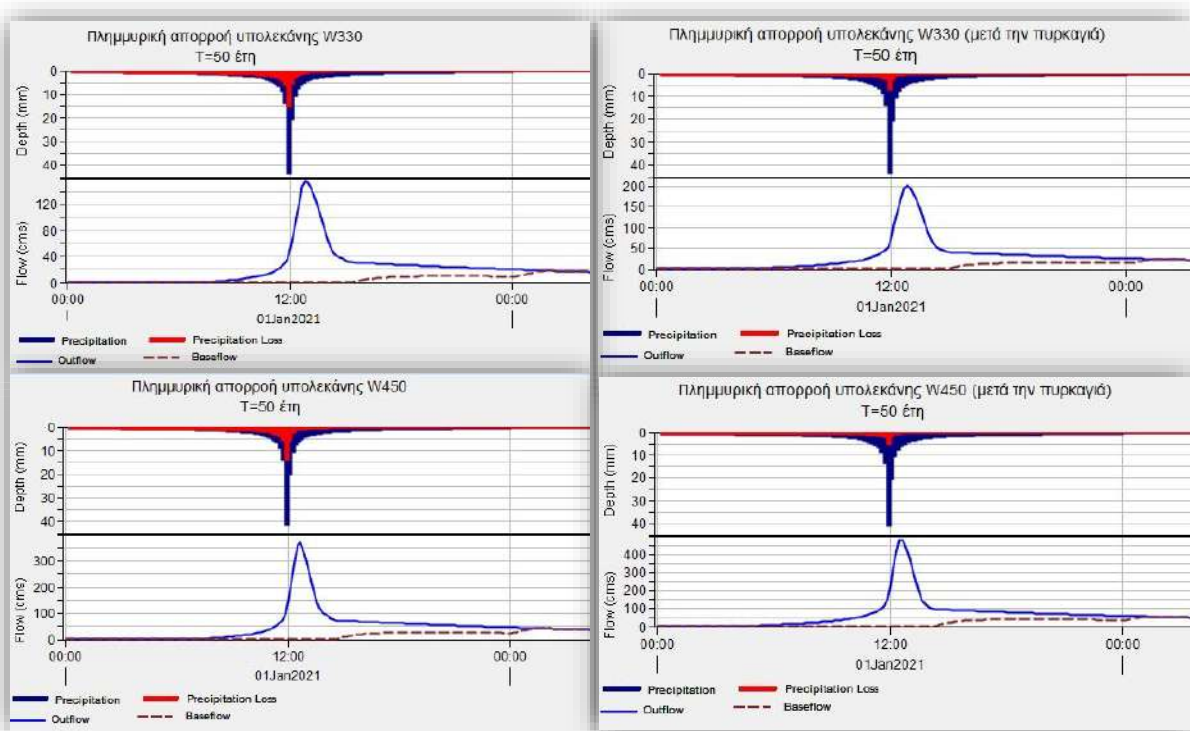 Πλημμυρική απορροή υπολεκάνης W330
T=50 έτη
0
10
20
30
40
Depth (mm)
120
80
40
0
Flow (cms)
00:00 12:00 00:00
01Jan2021
Precipitation Precipitation Loss
Outflow Baseflow
Πλημμυρική απορροή υπολεκάνης W330 (μετά την πυρκαγιά)
T=50 έτη
0
10
20
30
40
Depth (mm)
200
150
100
50
0
Flow (cms)
00:00 12:00 00:00
01Jan2021
Precipitation Precipitation Loss
Outflow Baseflow
Πλημμυρική απορροή υπολεκάνης W450
T=50 έτη
0
10
20
30
40
Depth (mm)
300
200
100
0
Flow (cms)
00:00 12:00 00:00
01Jan2021
Precipitation Precipitation Loss
Outflow Baseflow
Πλημμυρική απορροή υπολεκάνης W450 (μετά την πυρκαγιά)
T=50 έτη
0
10
20
30
40
Depth (mm)
400
300
200
100
0
Flow (cms)
00:00 12:00 00:00
01Jan2021
Precipitation Precipitation Loss
Outflow Baseflow